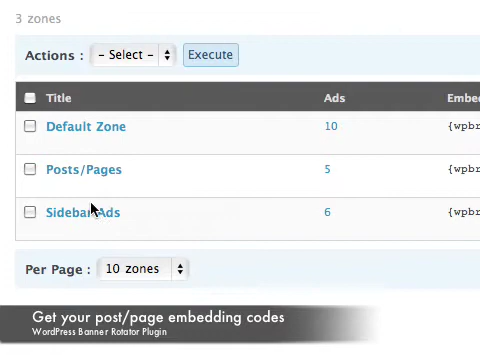 3 zones
Actions : – Select – Execute
Title Ads Embe
Default Zone 10 {wpbr
Posts/Pages 5 {wpbr
Sidebar Ads 6 {wpbr
Per Page : 10 zones
Get your post/page embedding codes
WordPress Banner Rotator Plugin